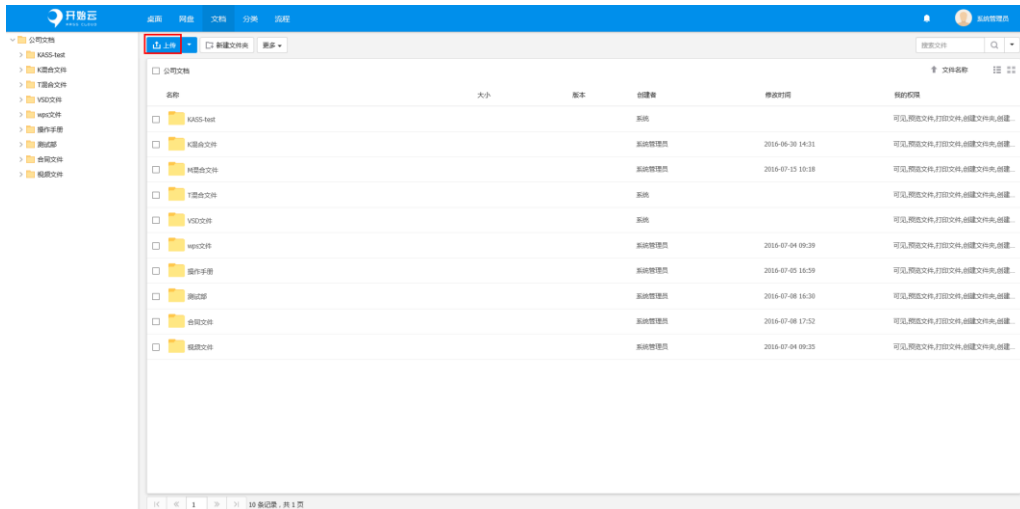 开始云
桌面 网盘 文档 分类 流程
系统管理员
公司文档
KASS-test
K混合文件
T混合文件
VSD文件
wps文件
操作手册
测试部
合同文件
视频文件
上传 新建文件夹 更多
搜索文件
公司文档 文件名称
名称 大小 版本 创建者 修改时间 我的权限
KASS-test 系统 可见,预览文件,打印文件,创建文件夹,创建...
K混合文件 系统管理员 2016-06-30 14:31 可见,预览文件,打印文件,创建文件夹,创建...
M混合文件 系统管理员 2016-07-15 10:18 可见,预览文件,打印文件,创建文件夹,创建...
T混合文件 系统 可见,预览文件,打印文件,创建文件夹,创建...
VSD文件 系统 可见,预览文件,打印文件,创建文件夹,创建...
wps文件 系统管理员 2016-07-04 09:39 可见,预览文件,打印文件,创建文件夹,创建...
操作手册 系统管理员 2016-07-05 16:59 可见,预览文件,打印文件,创建文件夹,创建...
测试部 系统管理员 2016-07-08 16:30 可见,预览文件,打印文件,创建文件夹,创建...
合同文件 系统管理员 2016-07-08 17:52 可见,预览文件,打印文件,创建文件夹,创建...
视频文件 系统管理员 2016-07-04 09:35 可见,预览文件,打印文件,创建文件夹,创建...
1 10 条记录，共 1 页